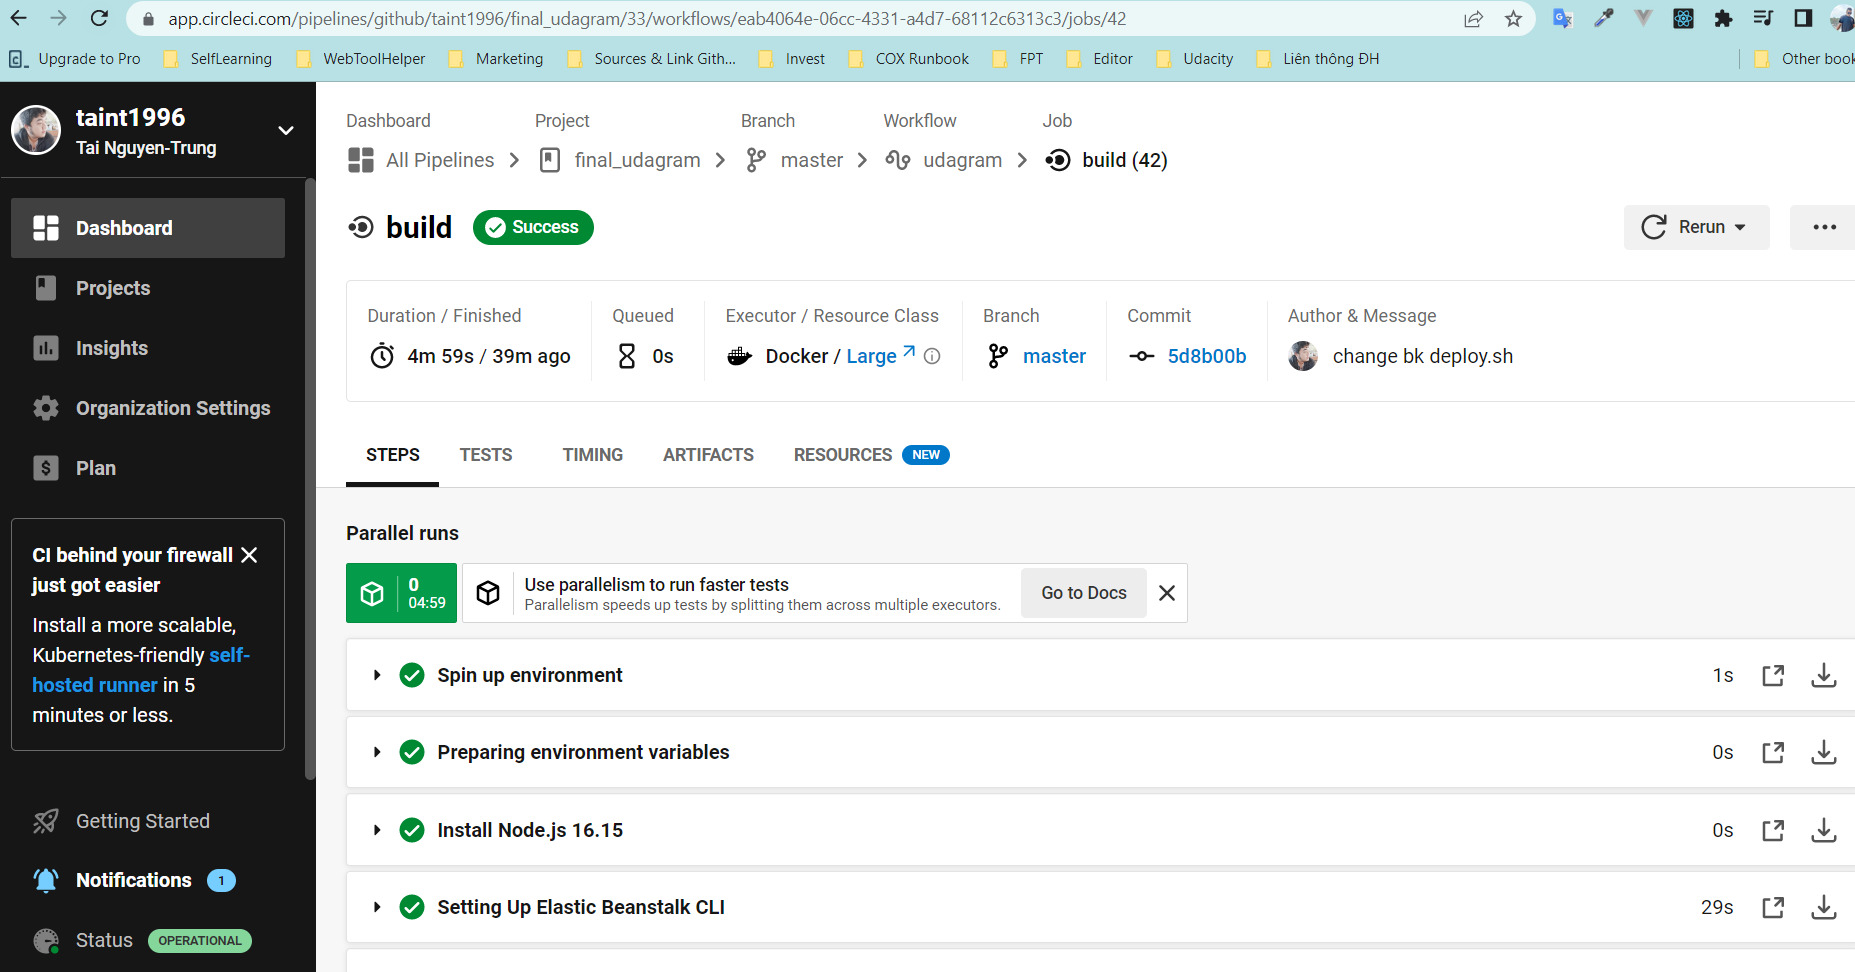 app.circleci.com/pipelines/github/taint1996/final_udagram/33/workflows/eab4064e-06cc-4331-a4d7-68112c6313c3/jobs/42
Upgrade to Pro SelfLearning WebToolHelper Marketing Sources & Link Gith... Invest COX Runbook FPT Editor Udacity Liên thông ĐH Other book
taint1996
Tai Nguyen-Trung
Dashboard
Projects
Insights
Organization Settings
Plan
CI behind your firewall
just got easier
Install a more scalable,
Kubernetes-friendly self-
hosted runner in 5
minutes or less.
Getting Started
Notifications 1
Status OPERATIONAL
Dashboard Project Branch Workflow Job
All Pipelines final_udagram master udagram build (42)
build Success Rerun
Duration / Finished Queued Executor / Resource Class Branch Commit Author & Message
4m 59s / 39m ago 0s Docker / Large master 5d8b00b change bk deploy.sh
STEPS TESTS TIMING ARTIFACTS RESOURCES NEW
Parallel runs
0
04:59
Use parallelism to run faster tests
Parallelism speeds up tests by splitting them across multiple executors.
Go to Docs
Spin up environment 1s
Preparing environment variables 0s
Install Node.js 16.15 0s
Setting Up Elastic Beanstalk CLI 29s